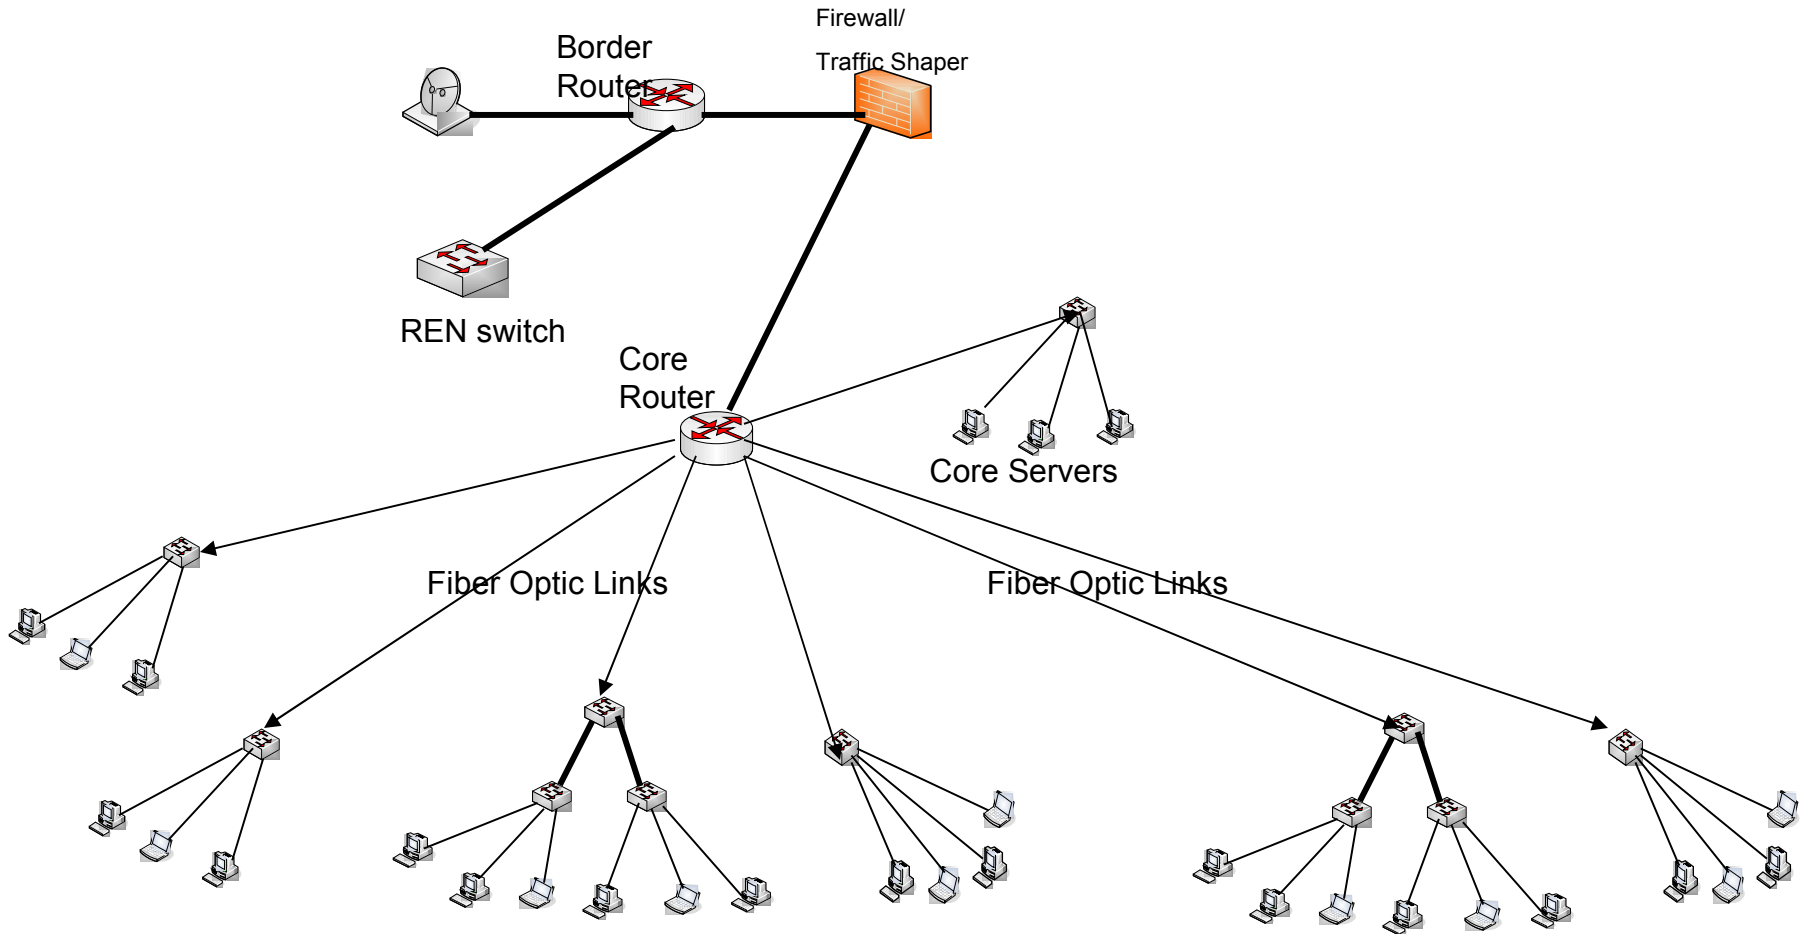 Firewall/
Traffic Shaper
Border
Router
REN switch
Core
Router
Core Servers
Fiber Optic Links
Fiber Optic Links